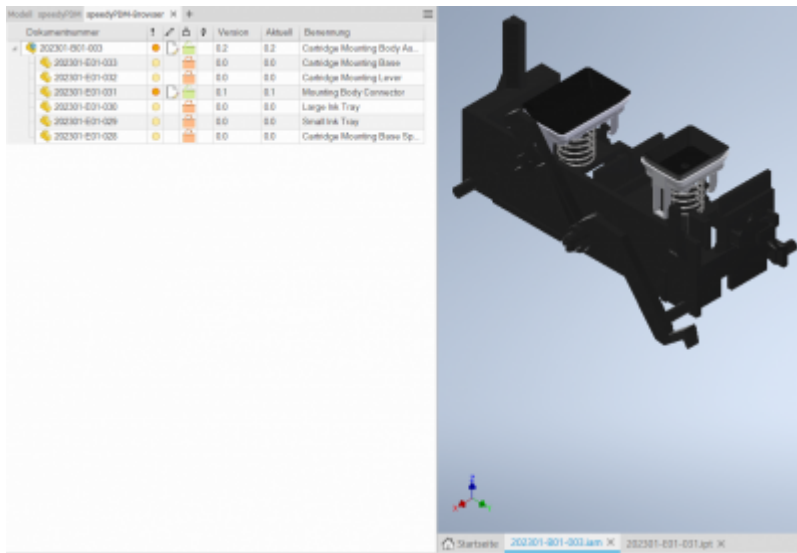 Modell speedyPDM speedyPDM-Browser × +
Dokumentnummer ! Version Aktuell Benennung
202301-B01-003 0.2 0.2 Cartridge Mounting Body As...
202301-E01-033 0.0 0.0 Cartridge Mounting Base
202301-E01-032 0.0 0.0 Cartridge Mounting Lever
202301-E01-031 0.1 0.1 Mounting Body Connector
202301-E01-030 0.0 0.0 Large Ink Tray
202301-E01-029 0.0 0.0 Small Ink Tray
202301-E01-028 0.0 0.0 Cartridge Mounting Base Sp...
Startseite 202301-B01-003.iam × 202301-E01-031.ipt ×